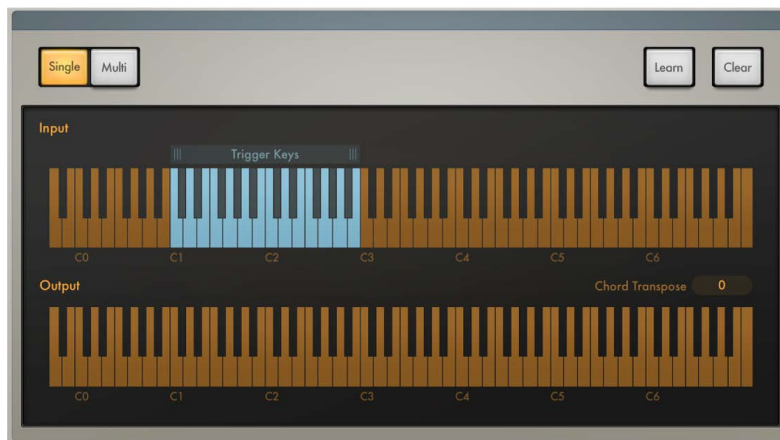 Single Multi Learn Clear
Input
Trigger Keys
C0 C1 C2 C3 C4 C5 C6
Output Chord Transpose 0
C0 C1 C2 C3 C4 C5 C6